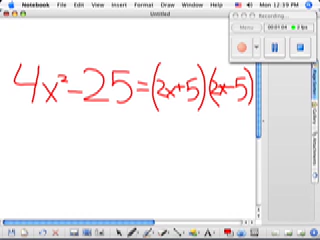 Notebook File Edit View Insert Format Draw Window Help Mon 12:39 PM
Untitled
Recording...
Menu
4x² - 25 = (2x+5)(2x-5)